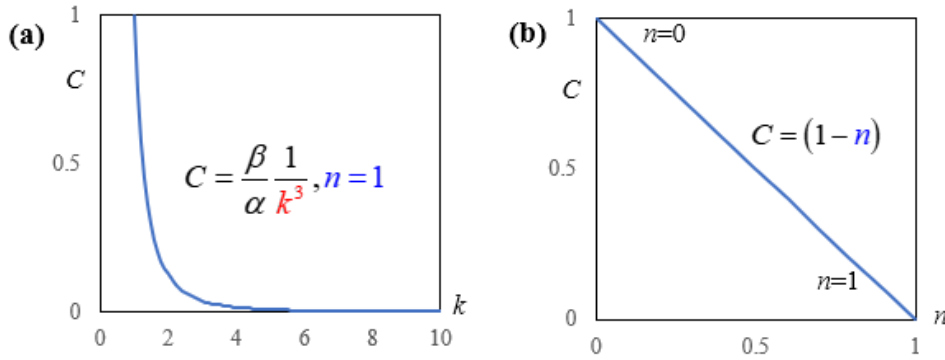 (a)
1
C
0.5
C = β/α 1/k³, n = 1
0
0 2 4 6 8 10
k
(b)
1
n=0
C
C = (1 − n)
0.5
n=1
0
0 0.5 1
n